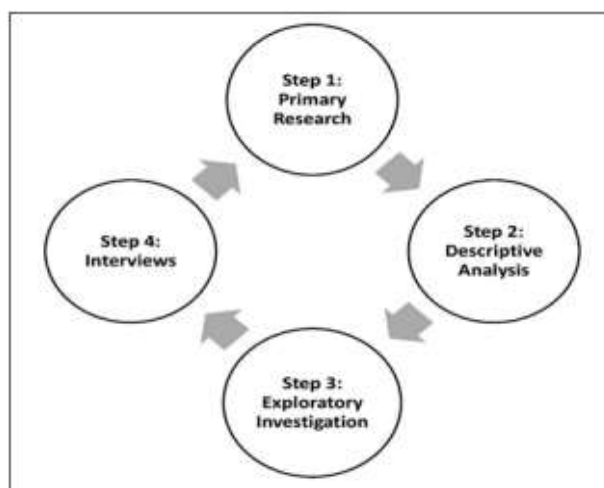 Step 1:
Primary
Research
Step 2:
Descriptive
Analysis
Step 3:
Exploratory
Investigation
Step 4:
Interviews